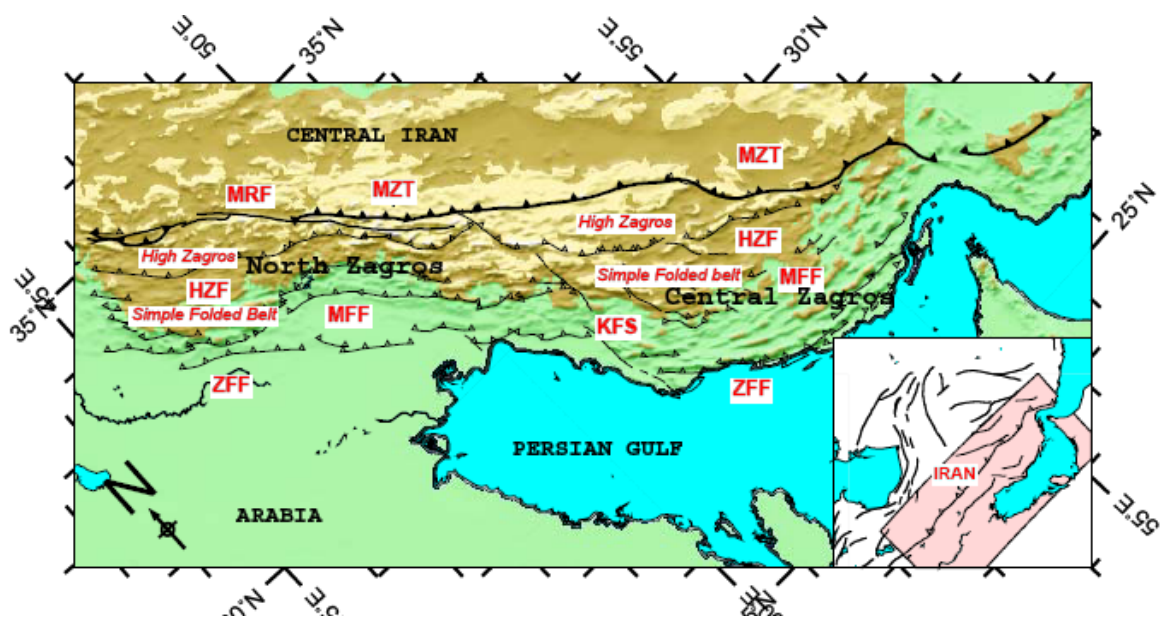 50°E
35°N
55°E
30°N
CENTRAL IRAN
MZT
MRF
MZT
25°N
High Zagros
HZF
High Zagros
North Zagros
Simple Folded belt
MFF
HZF
Central Zagros
45°E
35°N
Simple Folded Belt
MFF
KFS
ZFF
ZFF
PERSIAN GULF
IRAN
N
ARABIA
55°E